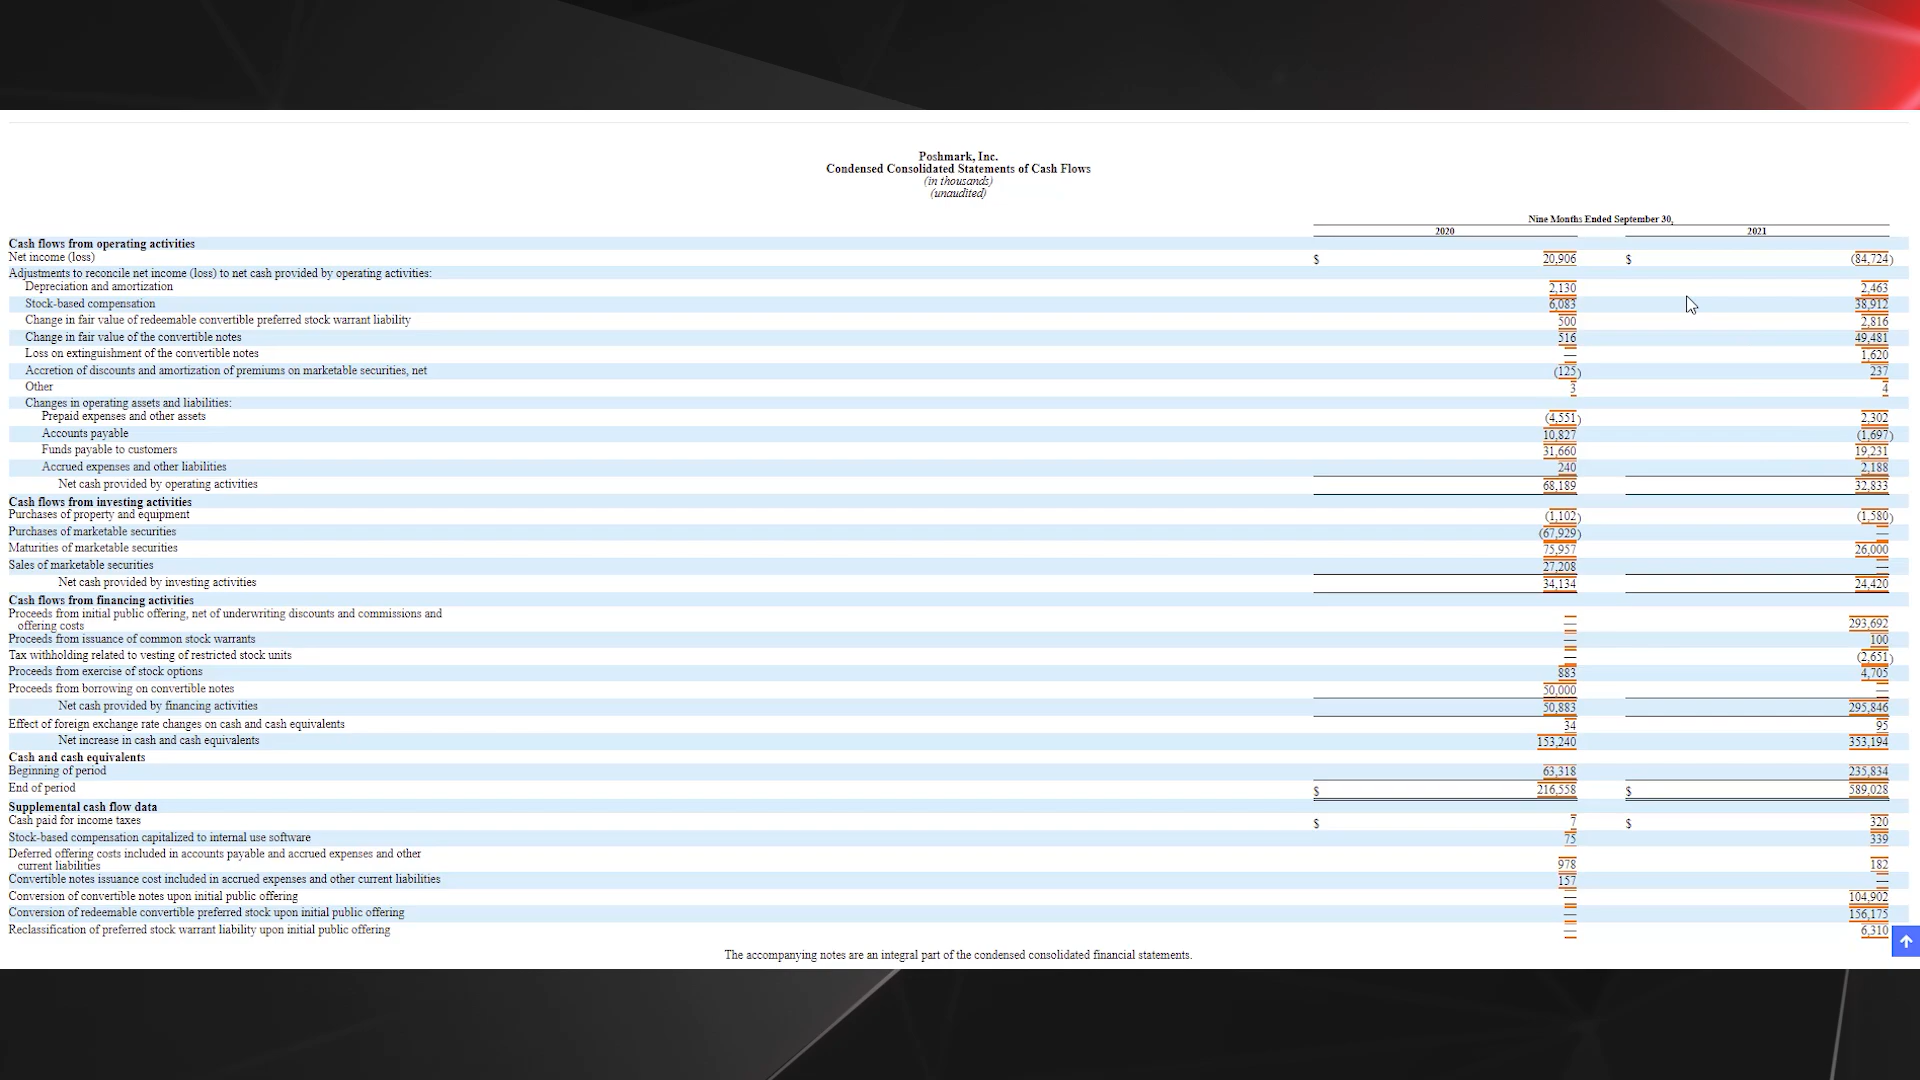 Poshmark, Inc.
Condensed Consolidated Statements of Cash Flows
(in thousands)
(unaudited)
Nine Months Ended September 30,
2020 2021
Cash flows from operating activities
Net income (loss) $ 20,906 $ (84,724)
Adjustments to reconcile net income (loss) to net cash provided by operating activities:
Depreciation and amortization 2,130 2,463
Stock-based compensation 6,083 38,912
Change in fair value of redeemable convertible preferred stock warrant liability 500 2,816
Change in fair value of the convertible notes 516 49,481
Loss on extinguishment of the convertible notes — 1,620
Accretion of discounts and amortization of premiums on marketable securities, net (125) 237
Other 3 4
Changes in operating assets and liabilities:
Prepaid expenses and other assets (4,551) 2,302
Accounts payable 10,827 (1,697)
Funds payable to customers 31,660 19,231
Accrued expenses and other liabilities 240 2,188
Net cash provided by operating activities 68,189 32,833
Cash flows from investing activities
Purchases of property and equipment (1,102) (1,580)
Purchases of marketable securities (67,929) —
Maturities of marketable securities 75,957 26,000
Sales of marketable securities 27,208 —
Net cash provided by investing activities 34,134 24,420
Cash flows from financing activities
Proceeds from initial public offering, net of underwriting discounts and commissions and
offering costs — 293,692
Proceeds from issuance of common stock warrants — 100
Tax withholding related to vesting of restricted stock units — (2,651)
Proceeds from exercise of stock options 883 4,705
Proceeds from borrowing on convertible notes 50,000 —
Net cash provided by financing activities 50,883 295,846
Effect of foreign exchange rate changes on cash and cash equivalents 34 95
Net increase in cash and cash equivalents 153,240 353,194
Cash and cash equivalents
Beginning of period 63,318 235,834
End of period $ 216,558 $ 589,028
Supplemental cash flow data
Cash paid for income taxes $ 7 $ 320
Stock-based compensation capitalized to internal use software 75 339
Deferred offering costs included in accounts payable and accrued expenses and other
current liabilities 978 182
Convertible notes issuance cost included in accrued expenses and other current liabilities 157 —
Conversion of convertible notes upon initial public offering — 104,902
Conversion of redeemable convertible preferred stock upon initial public offering — 156,175
Reclassification of preferred stock warrant liability upon initial public offering — 6,310
The accompanying notes are an integral part of the condensed consolidated financial statements.